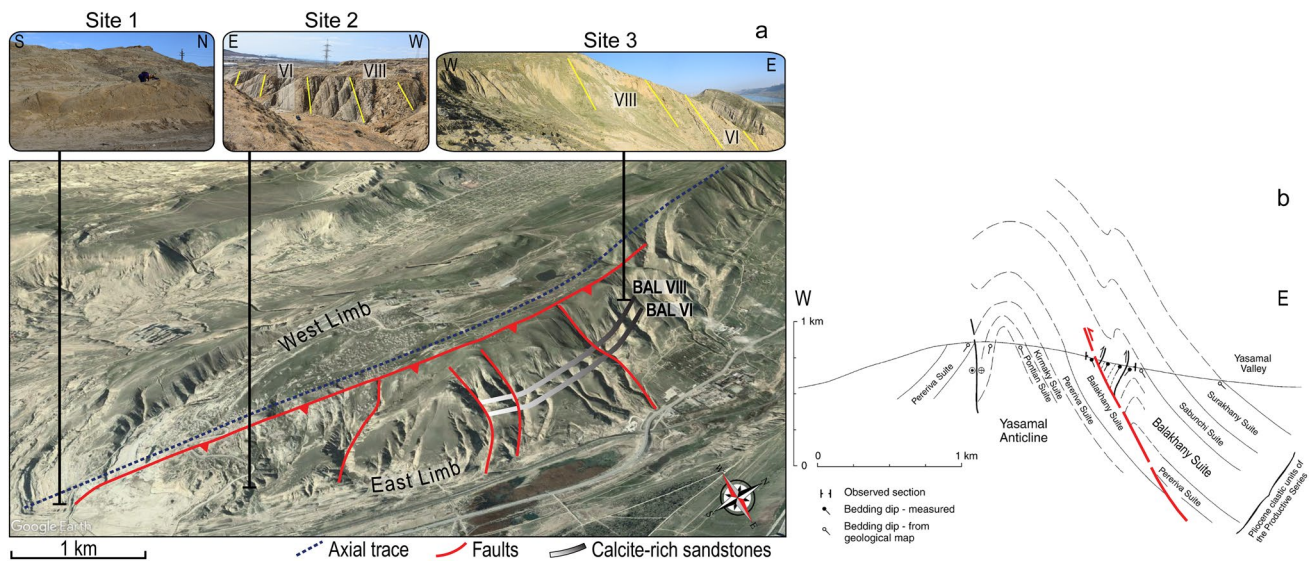 Site 1
Site 2
Site 3
a
S
N
E
W
VI
VIII
W
E
VIII
VI
West Limb
East Limb
BAL VIII
BAL VI
Google Earth
1 km
Axial trace
Faults
Calcite-rich sandstones
b
W
E
1 km
0
0
1 km
Pereriva Suite
Kirmaky Suite
Pontian Suite
Pereriva Suite
Balakhany Suite
Yasamal
Anticline
Yasamal
Valley
Surakhany Suite
Sabunchi Suite
Balakhany Suite
Pereriva Suite
Pliocene clastic units of
the Productive Series
Observed section
Bedding dip - measured
Bedding dip - from
geological map